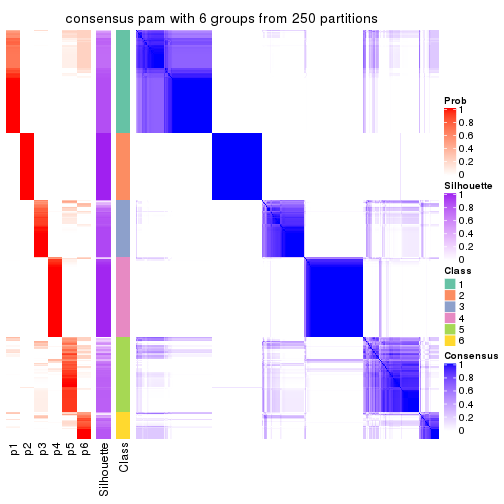 consensus pam with 6 groups from 250 partitions
Prob
1
0.8
0.6
0.4
0.2
0
Silhouette
1
0.8
0.6
0.4
0.2
0
Class
1
2
3
4
5
6
Consensus
1
0.8
0.6
0.4
0.2
0
p1
p2
p3
p4
p5
p6
Silhouette
Class